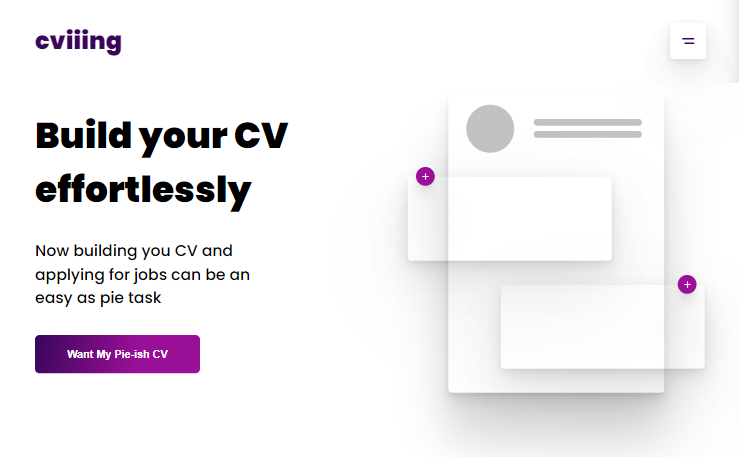 cviiing
Build your CV
effortlessly
Now building you CV and
applying for jobs can be an
easy as pie task
Want My Pie-ish CV